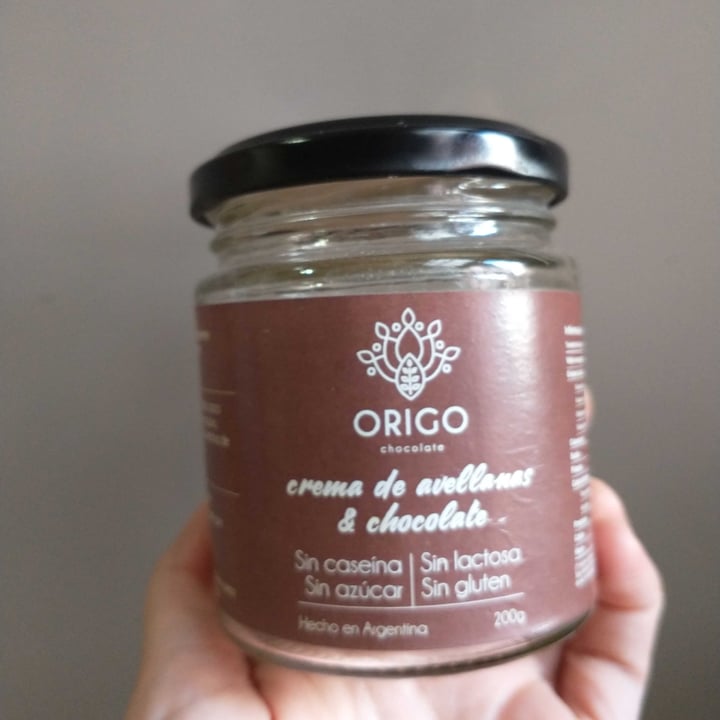 ORIGO
chocolate
crema de avellanas
& chocolate
Sin caseína | Sin lactosa
Sin azúcar | Sin gluten
Hecho en Argentina
200g